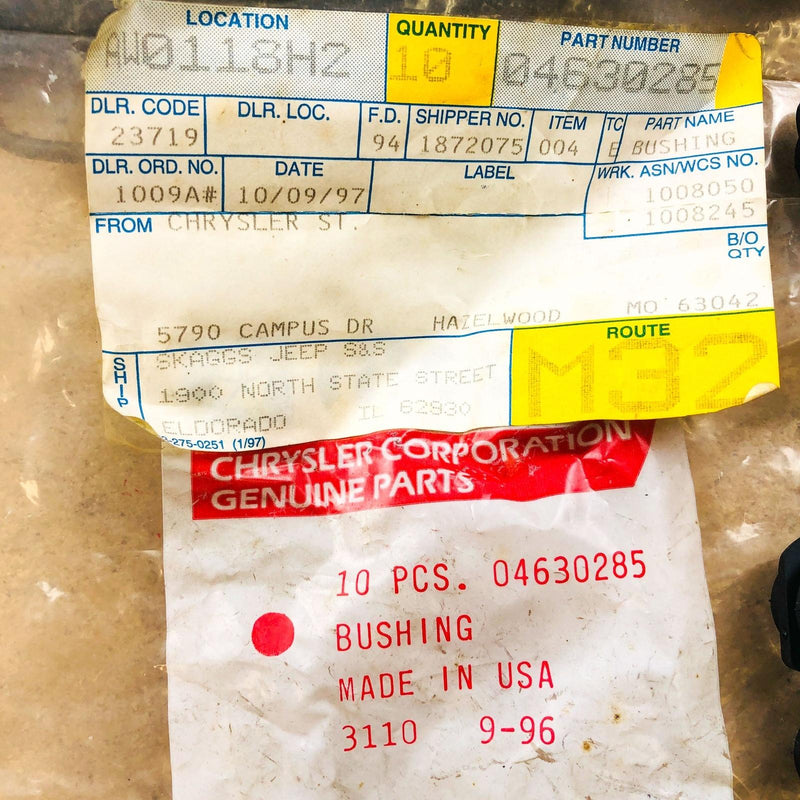 LOCATION QUANTITY PART NUMBER
AW0118H2 10 04630285
DLR. CODE DLR. LOC. F.D. SHIPPER NO. ITEM TC PART NAME
23719 94 1872075 004 E BUSHING
DLR. ORD. NO. DATE LABEL WRK. ASN/WCS NO.
1009A# 10/09/97 1008050
1008245
FROM CHRYSLER ST.
B/O
QTY
5790 CAMPUS DR HAZELWOOD MO 63042
SHIP SKAGGS JEEP S&S ROUTE
1900 NORTH STATE STREET M32
ELDORADO IL 62930
-275-0251 (1/97)
CHRYSLER CORPORATION
GENUINE PARTS
10 PCS. 04630285
BUSHING
MADE IN USA
3110 9-96